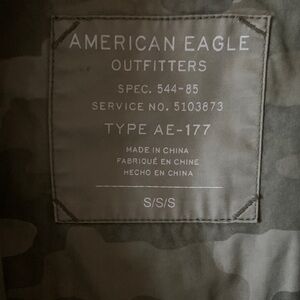 AMERICAN EAGLE
OUTFITTERS
SPEC. 544-85
SERVICE NO. 5103873
TYPE AE-177
MADE IN CHINA
FABRIQUÉ EN CHINE
HECHO EN CHINA
S/S/S